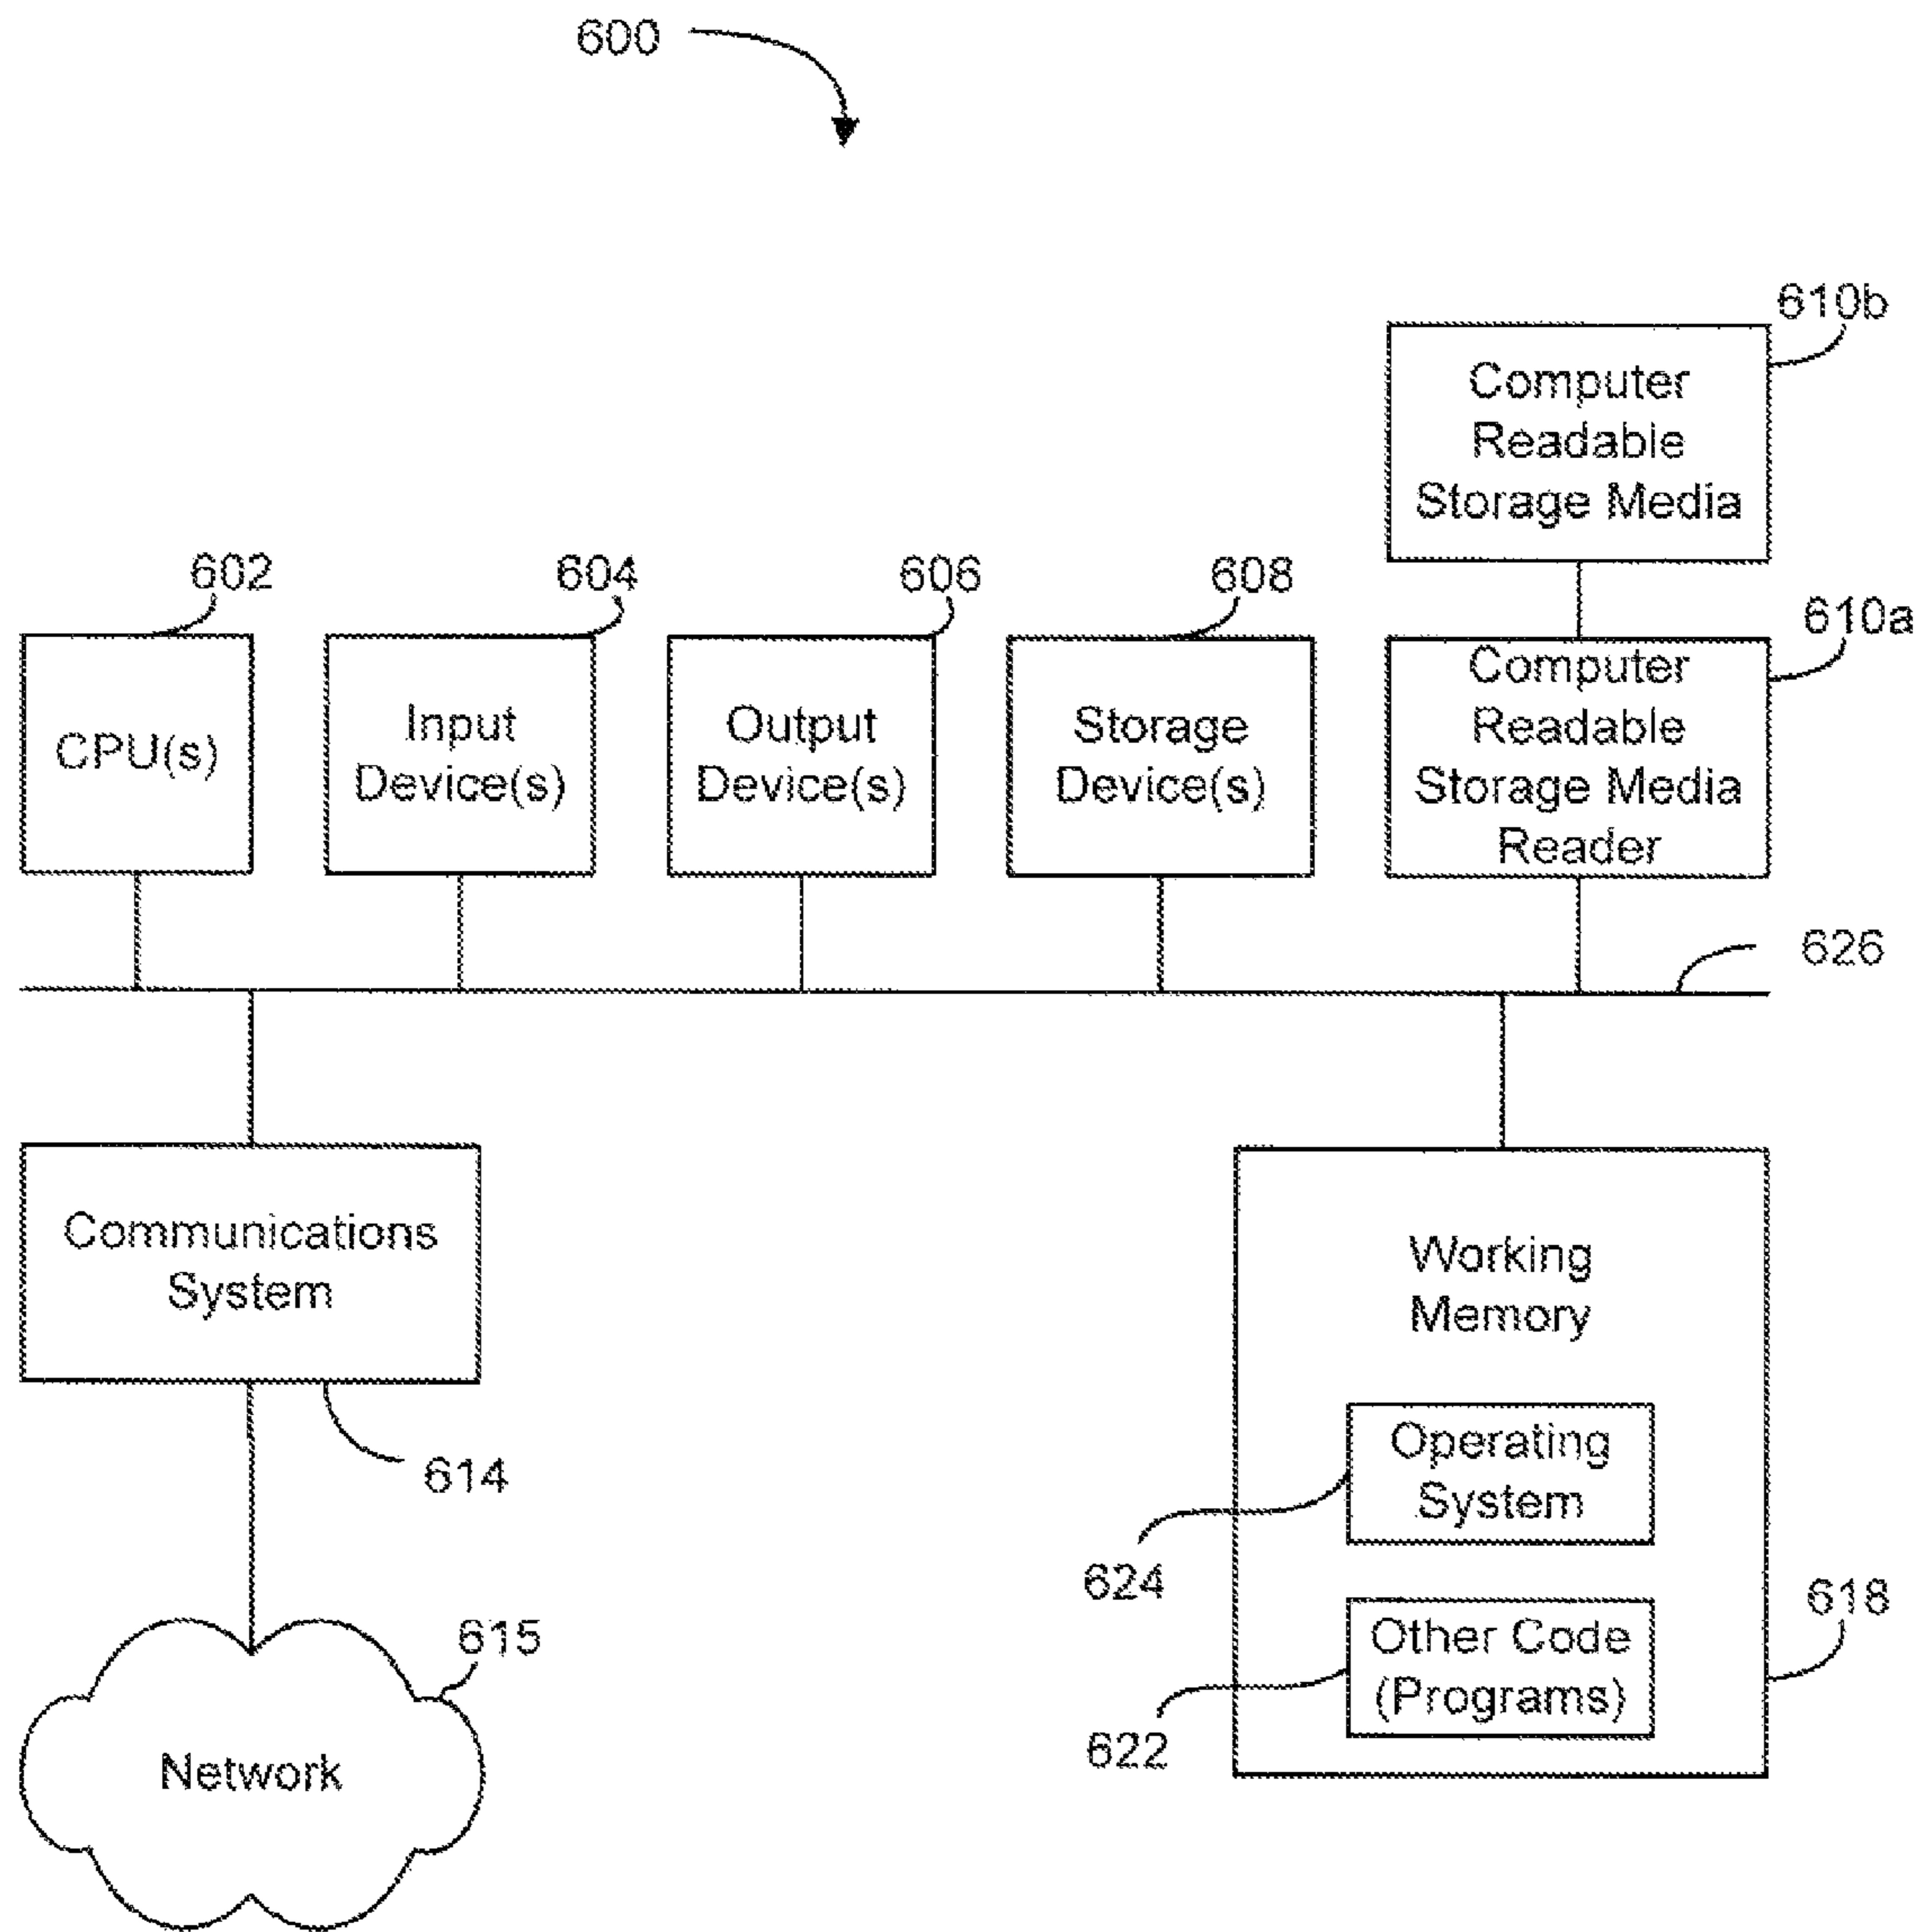 600
610b
Computer
Readable
Storage Media
602
604
606
608
610a
CPU(s)
Input
Device(s)
Output
Device(s)
Storage
Device(s)
Computer
Readable
Storage Media
Reader
626
Communications
System
614
Working
Memory
Operating
System
624
Other Code
(Programs)
622
618
615
Network